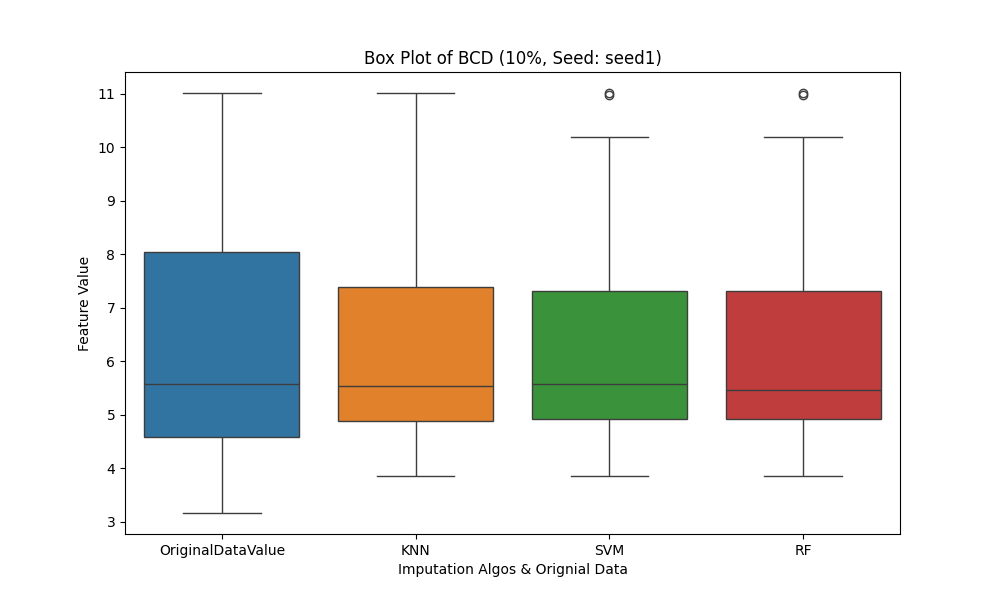 Box Plot of BCD (10%, Seed: seed1)
11
10
9
8
7
6
5
4
3
Feature Value
OriginalDataValue KNN SVM RF
Imputation Algos & Orignial Data